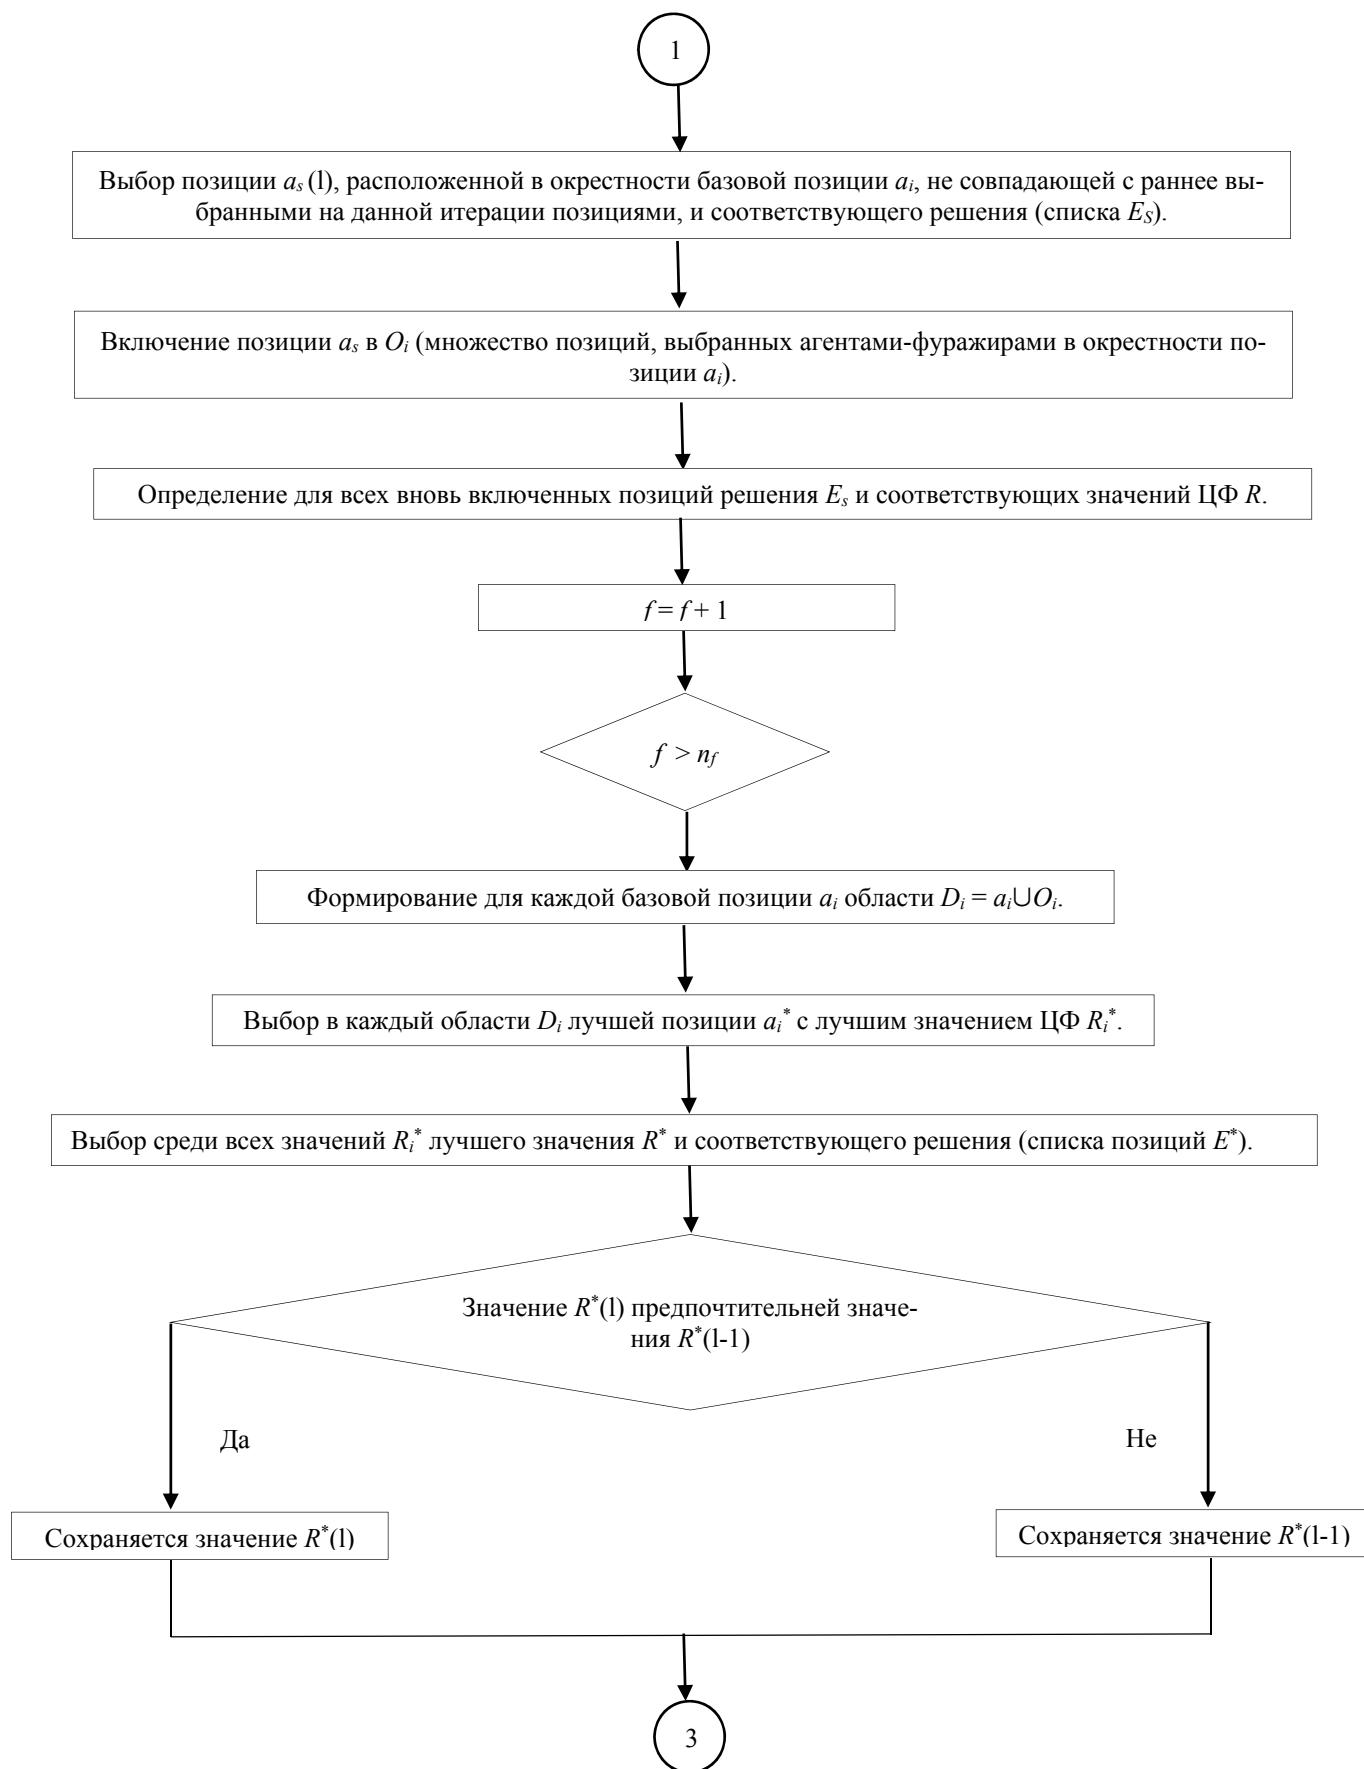 1
Выбор позиции aₛ (l), расположенной в окрестности базовой позиции aᵢ, не совпадающей с раннее вы-
бранными на данной итерации позициями, и соответствующего решения (списка E_S).
Включение позиции aₛ в Oᵢ (множество позиций, выбранных агентами-фуражирами в окрестности по-
зиции aᵢ).
Определение для всех вновь включенных позиций решения Eₛ и соответствующих значений ЦФ R.
f = f + 1
f > n_f
Формирование для каждой базовой позиции aᵢ области Dᵢ = aᵢ∪Oᵢ.
Выбор в каждый области Dᵢ лучшей позиции aᵢ* с лучшим значением ЦФ Rᵢ*.
Выбор среди всех значений Rᵢ* лучшего значения R* и соответствующего решения (списка позиций E*).
Значение R*(l) предпочтительней значе-
ния R*(l-1)
Да
Не
Сохраняется значение R*(l)
Сохраняется значение R*(l-1)
3